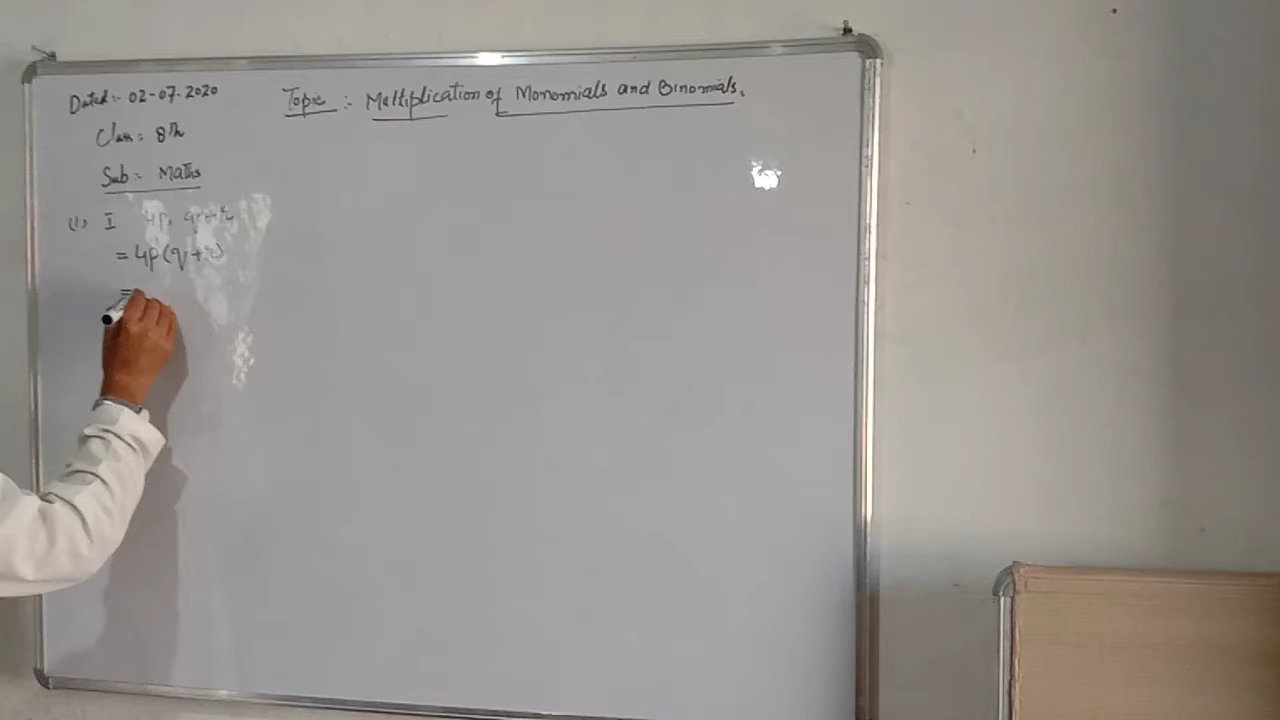 Dated:- 02-07-2020
Topic :- Multiplication of Monomials and Binomials.
Class:- 8th
Sub:- Maths
(1) I 4p, q+r
= 4p(q+r)
=